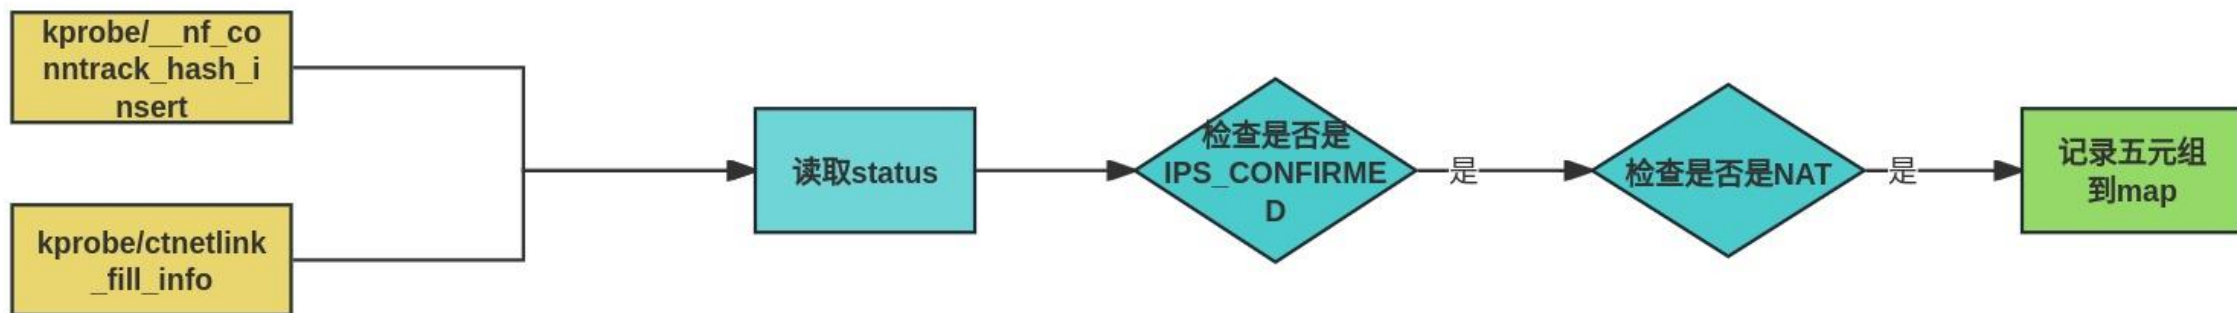 kprobe/__nf_co
nntrack_hash_i
nsert
kprobe/ctnetlink
_fill_info
读取status
检查是否是
IPS_CONFIRME
D
是
检查是否是NAT
是
记录五元组
到map